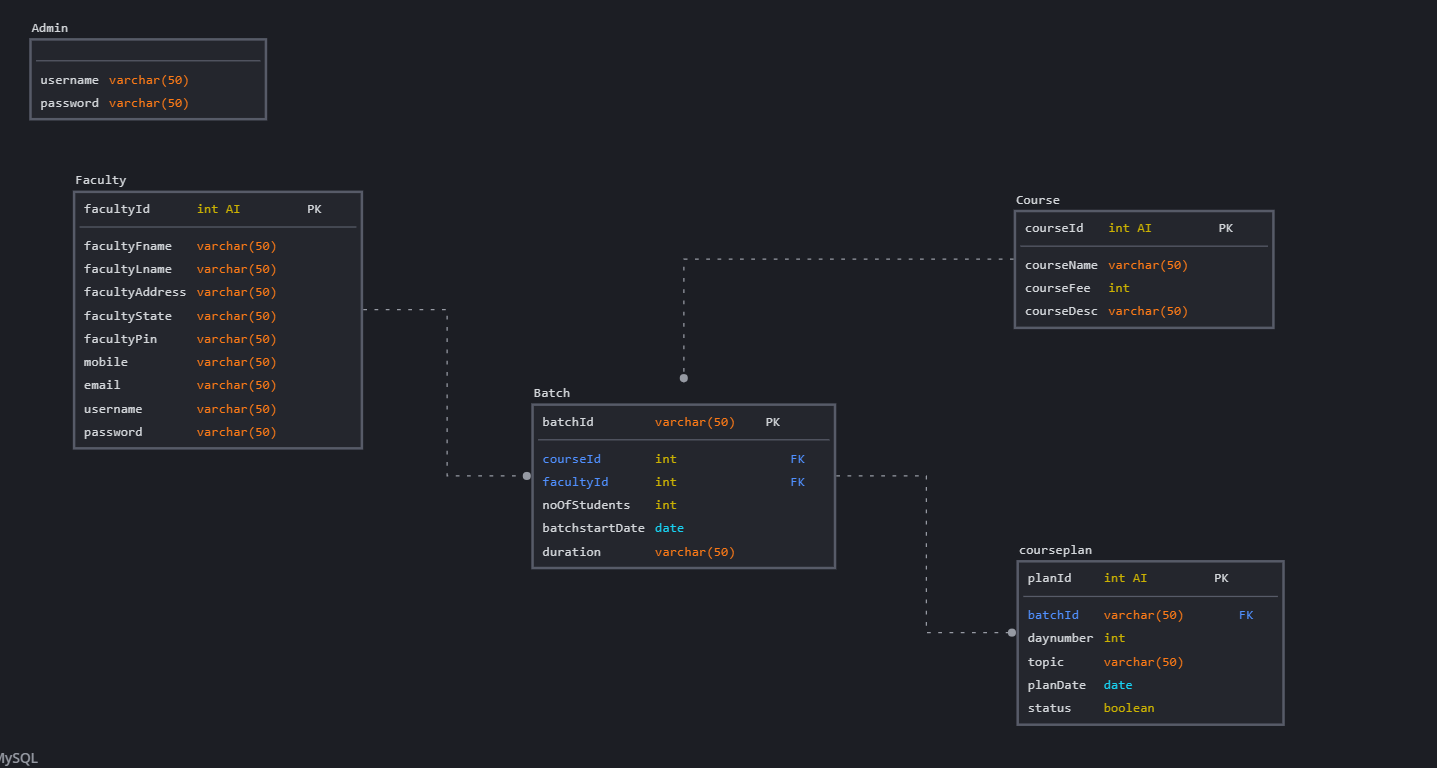 Admin
username varchar(50)
password varchar(50)
Faculty
facultyId int AI PK
facultyFname varchar(50)
facultyLname varchar(50)
facultyAddress varchar(50)
facultyState varchar(50)
facultyPin varchar(50)
mobile varchar(50)
email varchar(50)
username varchar(50)
password varchar(50)
Course
courseId int AI PK
courseName varchar(50)
courseFee int
courseDesc varchar(50)
Batch
batchId varchar(50) PK
courseId int FK
facultyId int FK
noOfStudents int
batchstartDate date
duration varchar(50)
courseplan
planId int AI PK
batchId varchar(50) FK
daynumber int
topic varchar(50)
planDate date
status boolean
MySQL